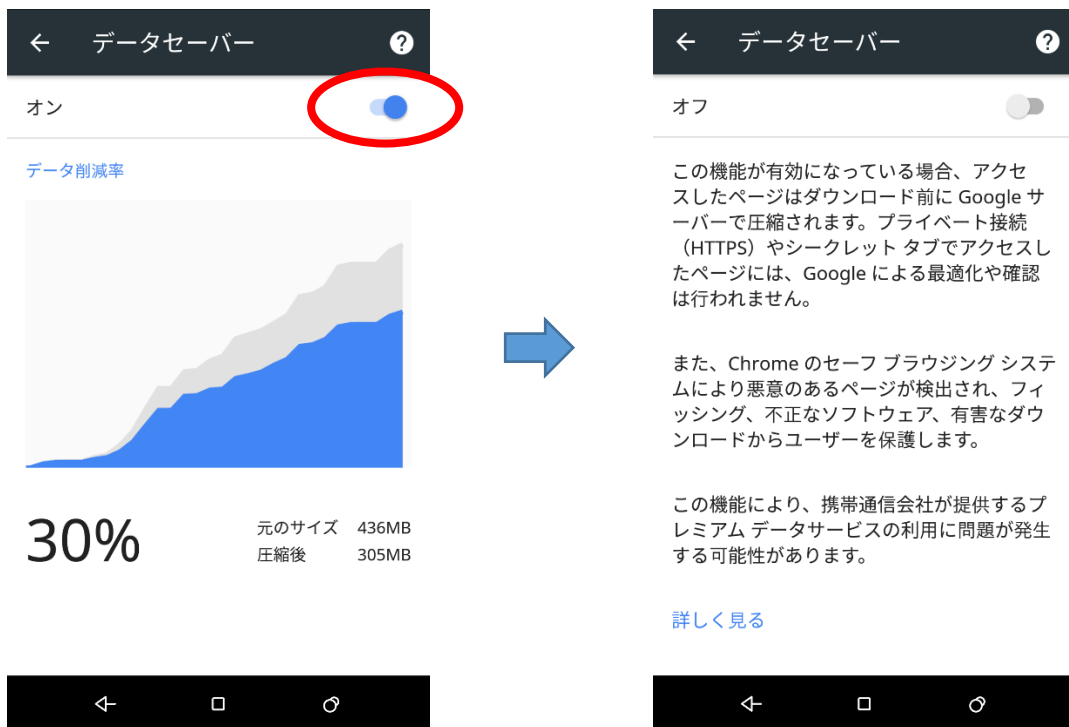 データセーバー
オン
データ削減率
30%
元のサイズ 436MB
圧縮後 305MB
データセーバー
オフ
この機能が有効になっている場合、アクセ
スしたページはダウンロード前に Google サ
ーバーで圧縮されます。プライベート接続
（HTTPS）やシークレット タブでアクセスし
たページには、Google による最適化や確認
は行われません。
また、Chrome のセーフ ブラウジング システ
ムにより悪意のあるページが検出され、フィ
ッシング、不正なソフトウェア、有害なダウ
ンロードからユーザーを保護します。
この機能により、携帯通信会社が提供するプ
レミアム データサービスの利用に問題が発生
する可能性があります。
詳しく見る